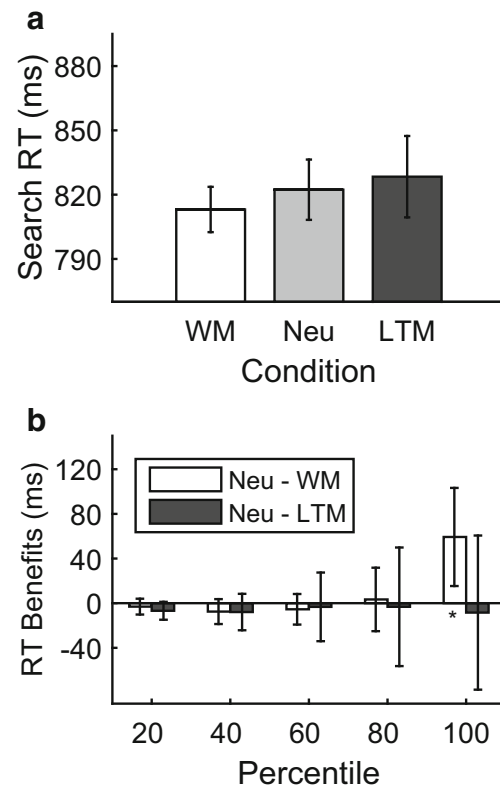 a
Search RT (ms)
880
850
820
790
WM Neu LTM
Condition
b
RT Benefits (ms)
120
80
40
0
-40
Neu - WM
Neu - LTM
*
20 40 60 80 100
Percentile